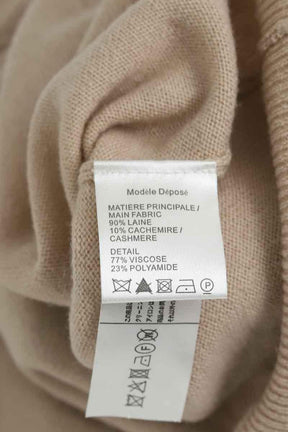 Modèle Déposé
MATIERE PRINCIPALE /
MAIN FABRIC
90% LAINE
10% CACHEMIRE /
CASHMERE
DETAIL
77% VISCOSE
23% POLYAMIDE
P